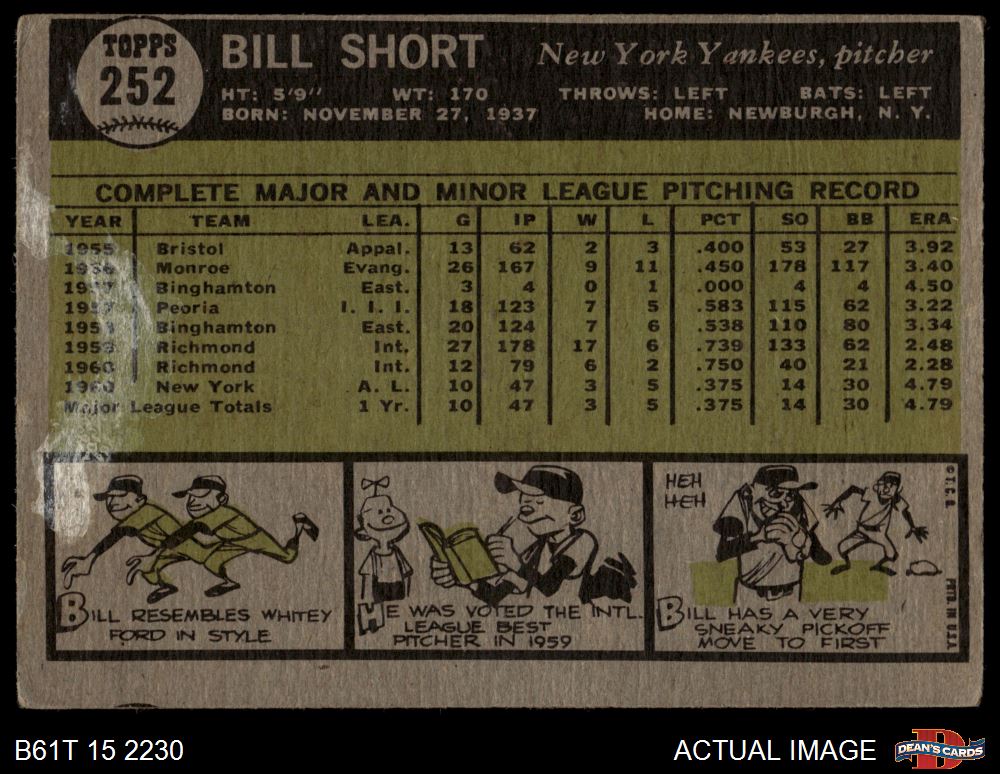 TOPPS
252
BILL SHORT
New York Yankees, pitcher
HT: 5'9" WT: 170 THROWS: LEFT BATS: LEFT
BORN: NOVEMBER 27, 1937 HOME: NEWBURGH, N. Y.
COMPLETE MAJOR AND MINOR LEAGUE PITCHING RECORD
YEAR TEAM LEA. G IP W L PCT SO BB ERA
1955 Bristol Appal. 13 62 2 3 .400 53 27 3.92
1956 Monroe Evang. 26 167 9 11 .450 178 117 3.40
1957 Binghamton East. 3 4 0 1 .000 4 4 4.50
1957 Peoria I. I. I. 18 123 7 5 .583 115 62 3.22
1958 Binghamton East. 20 124 7 6 .538 110 80 3.34
1959 Richmond Int. 27 178 17 6 .739 133 62 2.48
1960 Richmond Int. 12 79 6 2 .750 40 21 2.28
1960 New York A. L. 10 47 3 5 .375 14 30 4.79
Major League Totals 1 Yr. 10 47 3 5 .375 14 30 4.79
BILL RESEMBLES WHITEY
FORD IN STYLE
HE WAS VOTED THE INTL.
LEAGUE BEST
PITCHER IN 1959
HEH
HEH
BILL HAS A VERY
SNEAKY PICKOFF
MOVE TO FIRST
© T.C.G.
PTD. IN U.S.A.
B61T 15 2230
ACTUAL IMAGE
DEAN'S CARDS